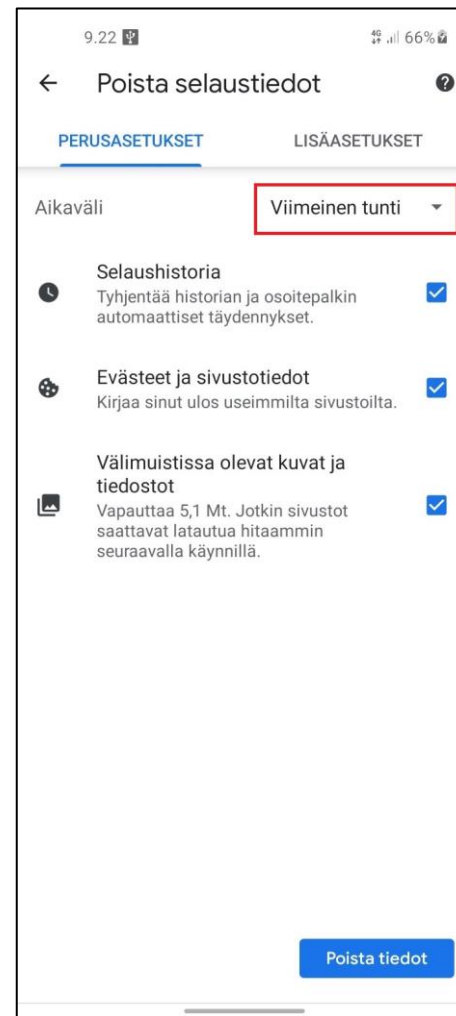 9.22 4G 66%
Poista selaustiedot
PERUSASETUKSET LISÄASETUKSET
Aikaväli Viimeinen tunti
Selaushistoria
Tyhjentää historian ja osoitepalkin
automaattiset täydennykset.
Evästeet ja sivustotiedot
Kirjaa sinut ulos useimmilta sivustoilta.
Välimuistissa olevat kuvat ja
tiedostot
Vapauttaa 5,1 Mt. Jotkin sivustot
saattavat latautua hitaammin
seuraavalla käynnillä.
Poista tiedot